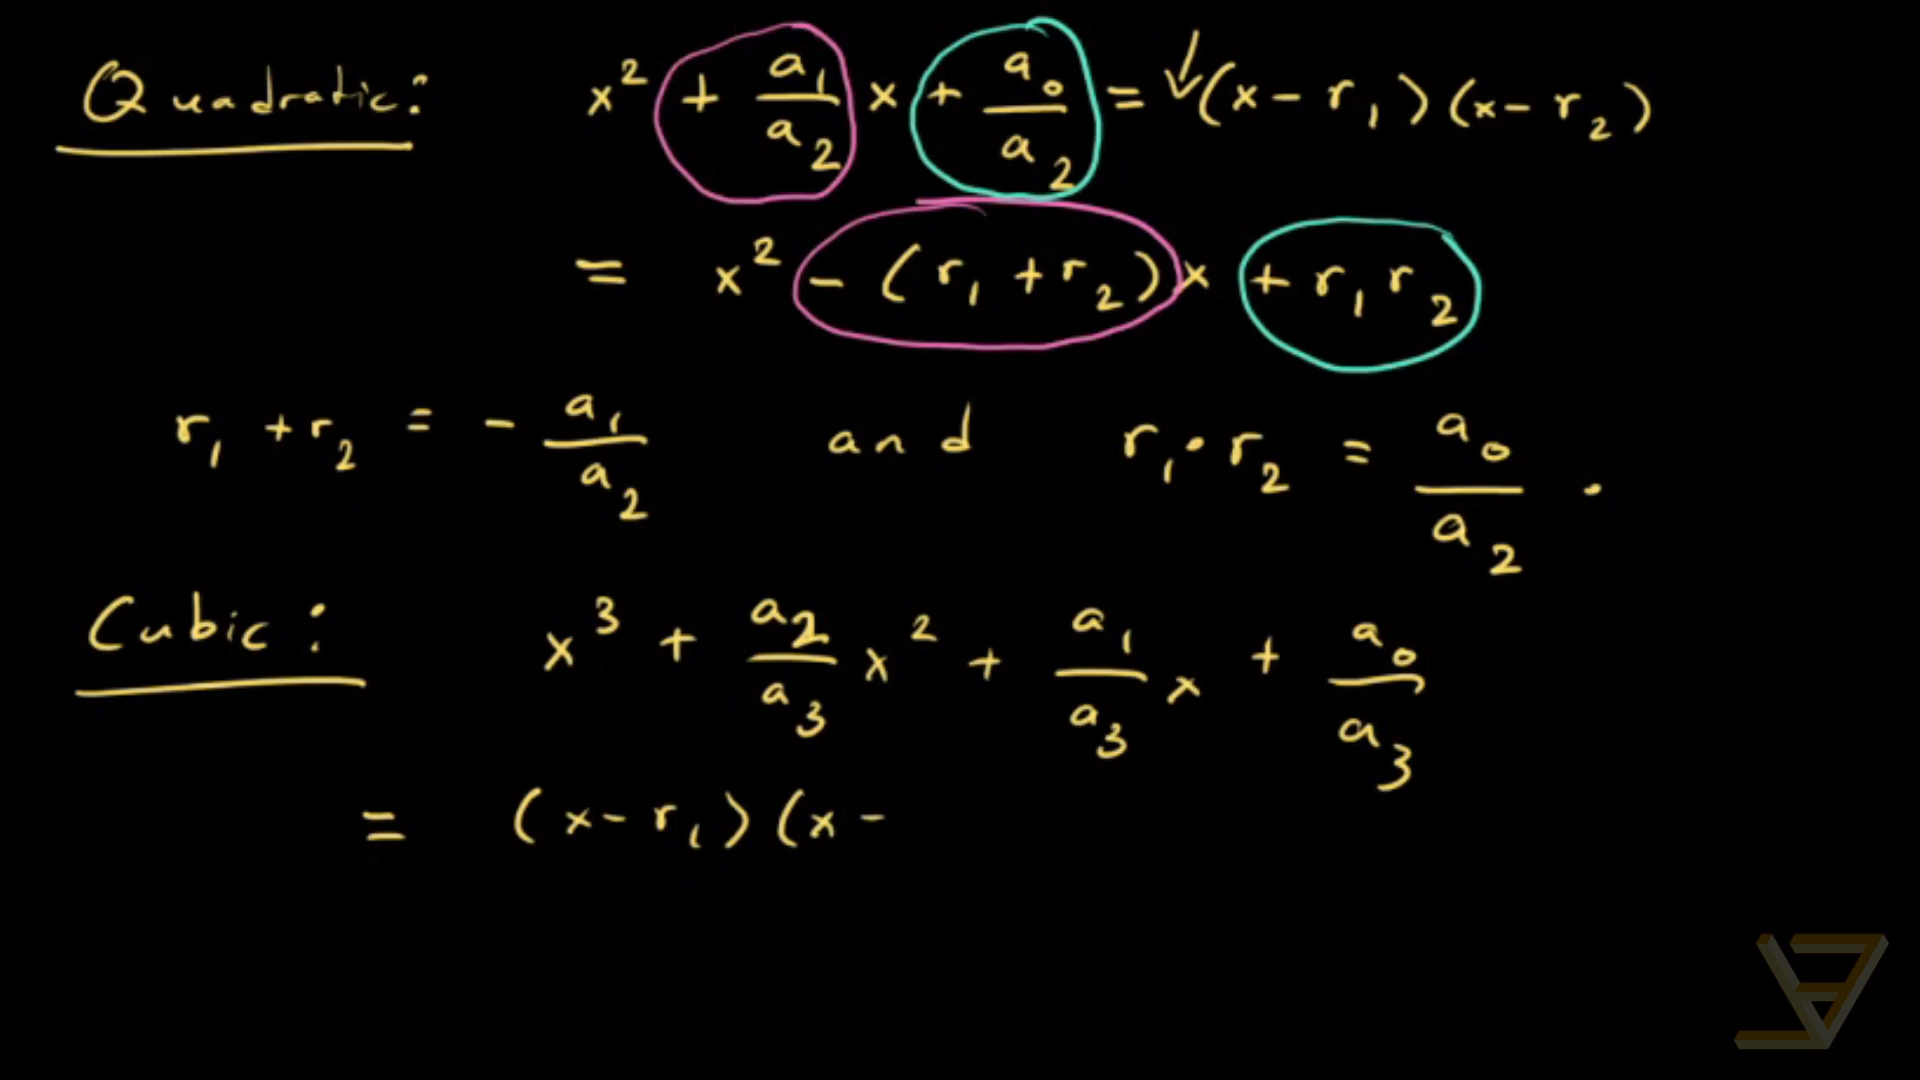 Quadratic: x² + a₁/a₂ x + a₀/a₂ = (x - r₁)(x - r₂)
= x² - (r₁ + r₂)x + r₁r₂
r₁ + r₂ = - a₁/a₂ and r₁ · r₂ = a₀/a₂ .
Cubic: x³ + a₂/a₃ x² + a₁/a₃ x + a₀/a₃
= (x - r₁)(x -